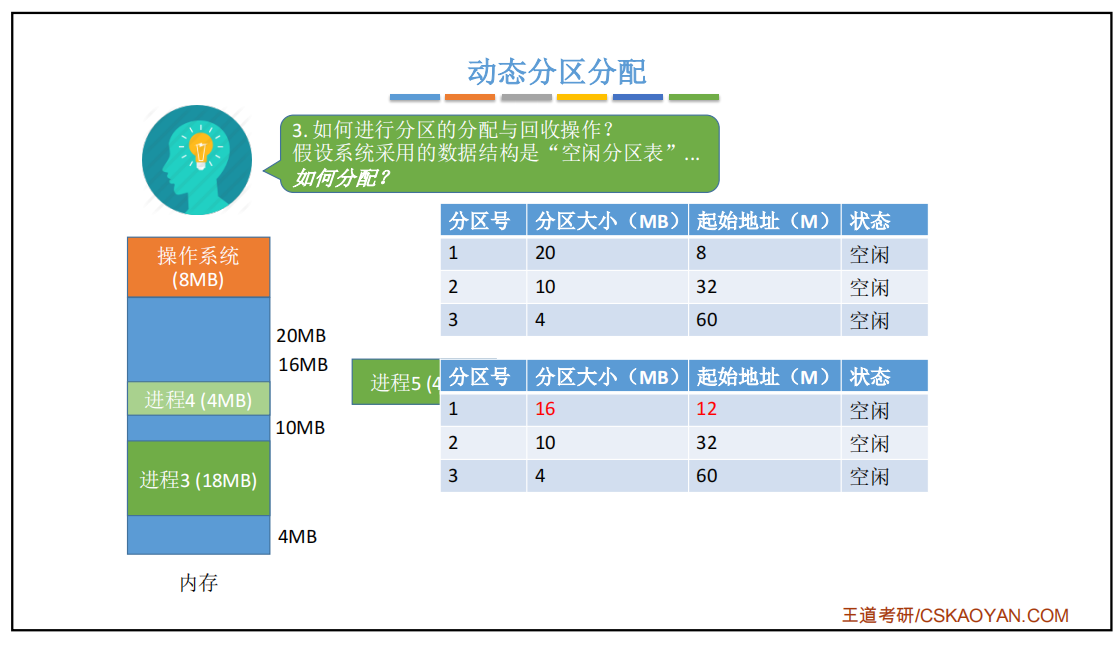 动态分区分配
3. 如何进行分区的分配与回收操作？
假设系统采用的数据结构是“空闲分区表”...
如何分配？
操作系统
(8MB)
20MB
16MB
进程4 (4MB)
10MB
进程3 (18MB)
4MB
内存
进程5 (4
分区号 分区大小（MB） 起始地址（M） 状态
1 20 8 空闲
2 10 32 空闲
3 4 60 空闲
分区号 分区大小（MB） 起始地址（M） 状态
1 16 12 空闲
2 10 32 空闲
3 4 60 空闲
王道考研/CSKAOYAN.COM